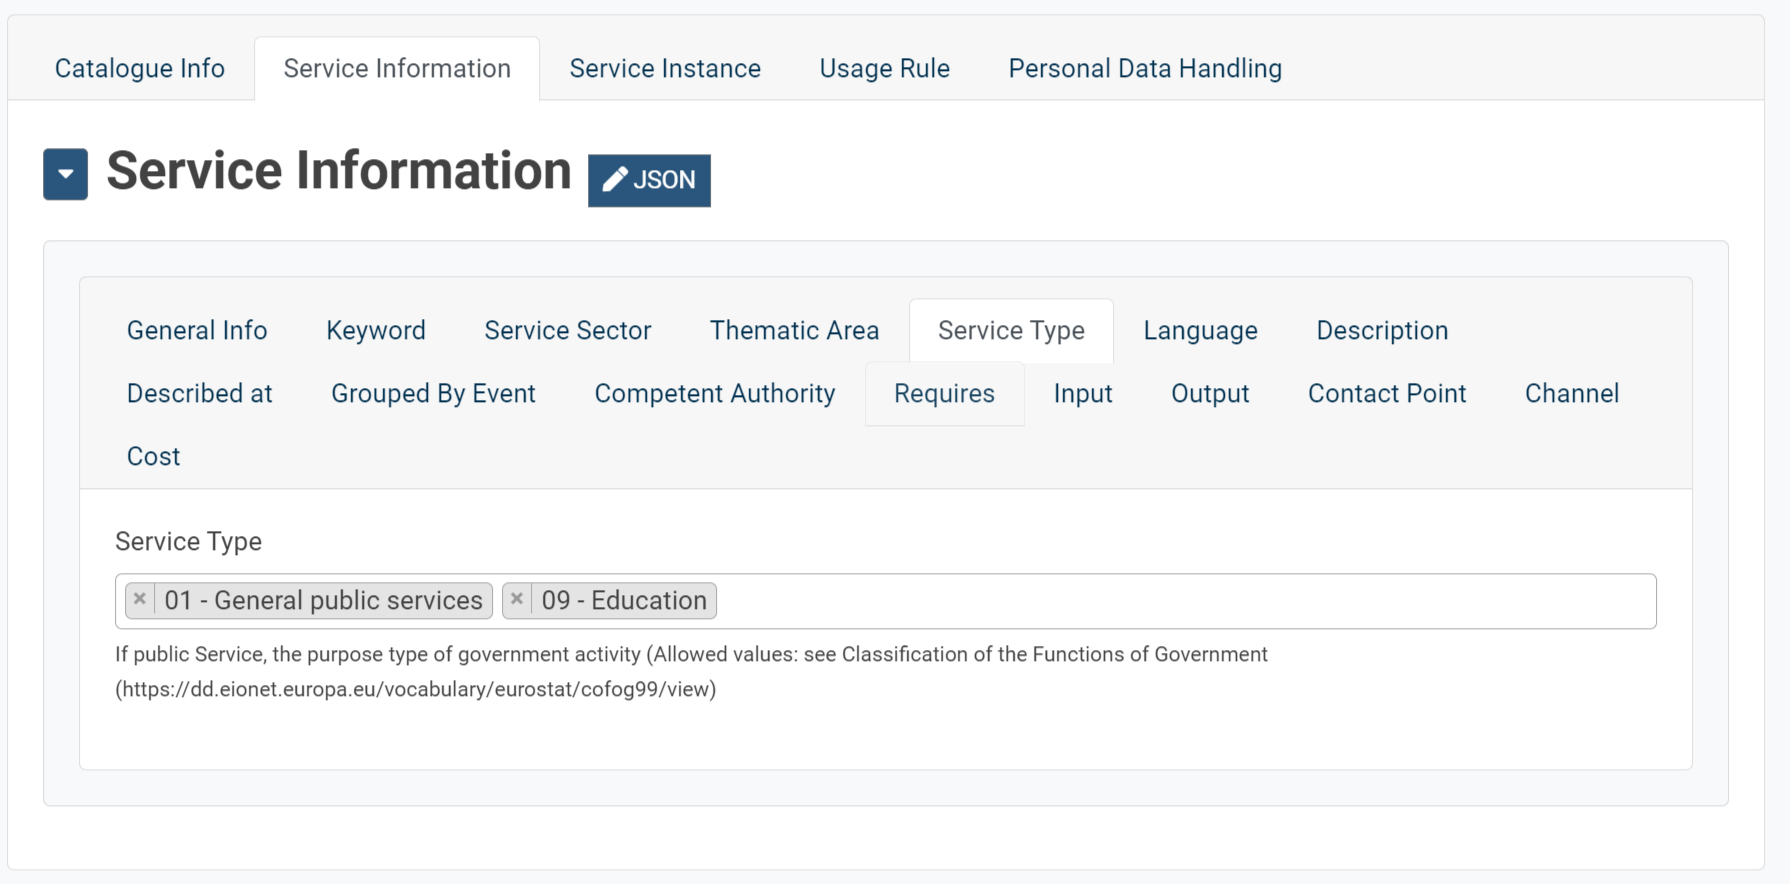 Catalogue Info Service Information Service Instance Usage Rule Personal Data Handling
Service Information JSON
General Info Keyword Service Sector Thematic Area Service Type Language Description
Described at Grouped By Event Competent Authority Requires Input Output Contact Point Channel
Cost
Service Type
× 01 - General public services × 09 - Education
If public Service, the purpose type of government activity (Allowed values: see Classification of the Functions of Government
(https://dd.eionet.europa.eu/vocabulary/eurostat/cofog99/view)